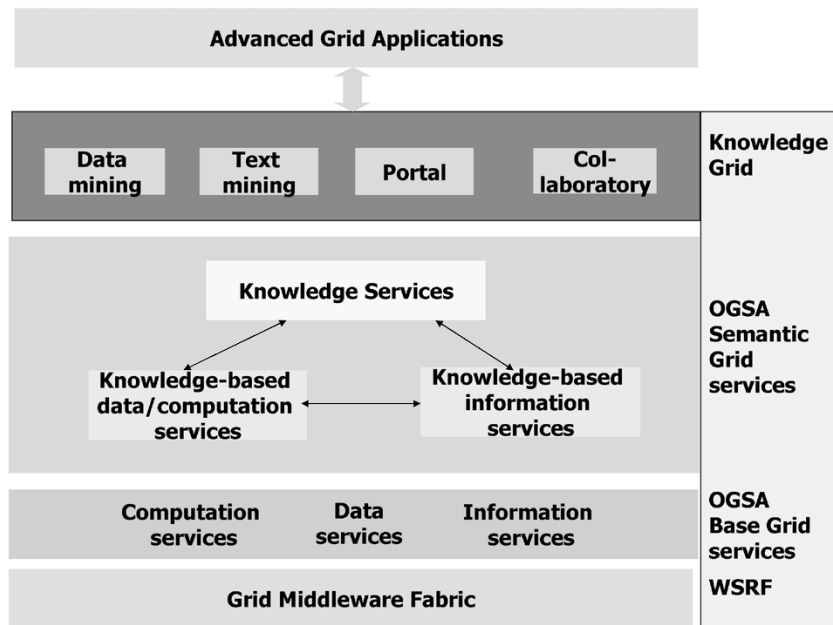 Advanced Grid Applications
Data
mining
Text
mining
Portal
Col-
laboratory
Knowledge
Grid
Knowledge Services
Knowledge-based
data/computation
services
Knowledge-based
information
services
OGSA
Semantic
Grid
services
Computation
services
Data
services
Information
services
OGSA
Base Grid
services
Grid Middleware Fabric
WSRF